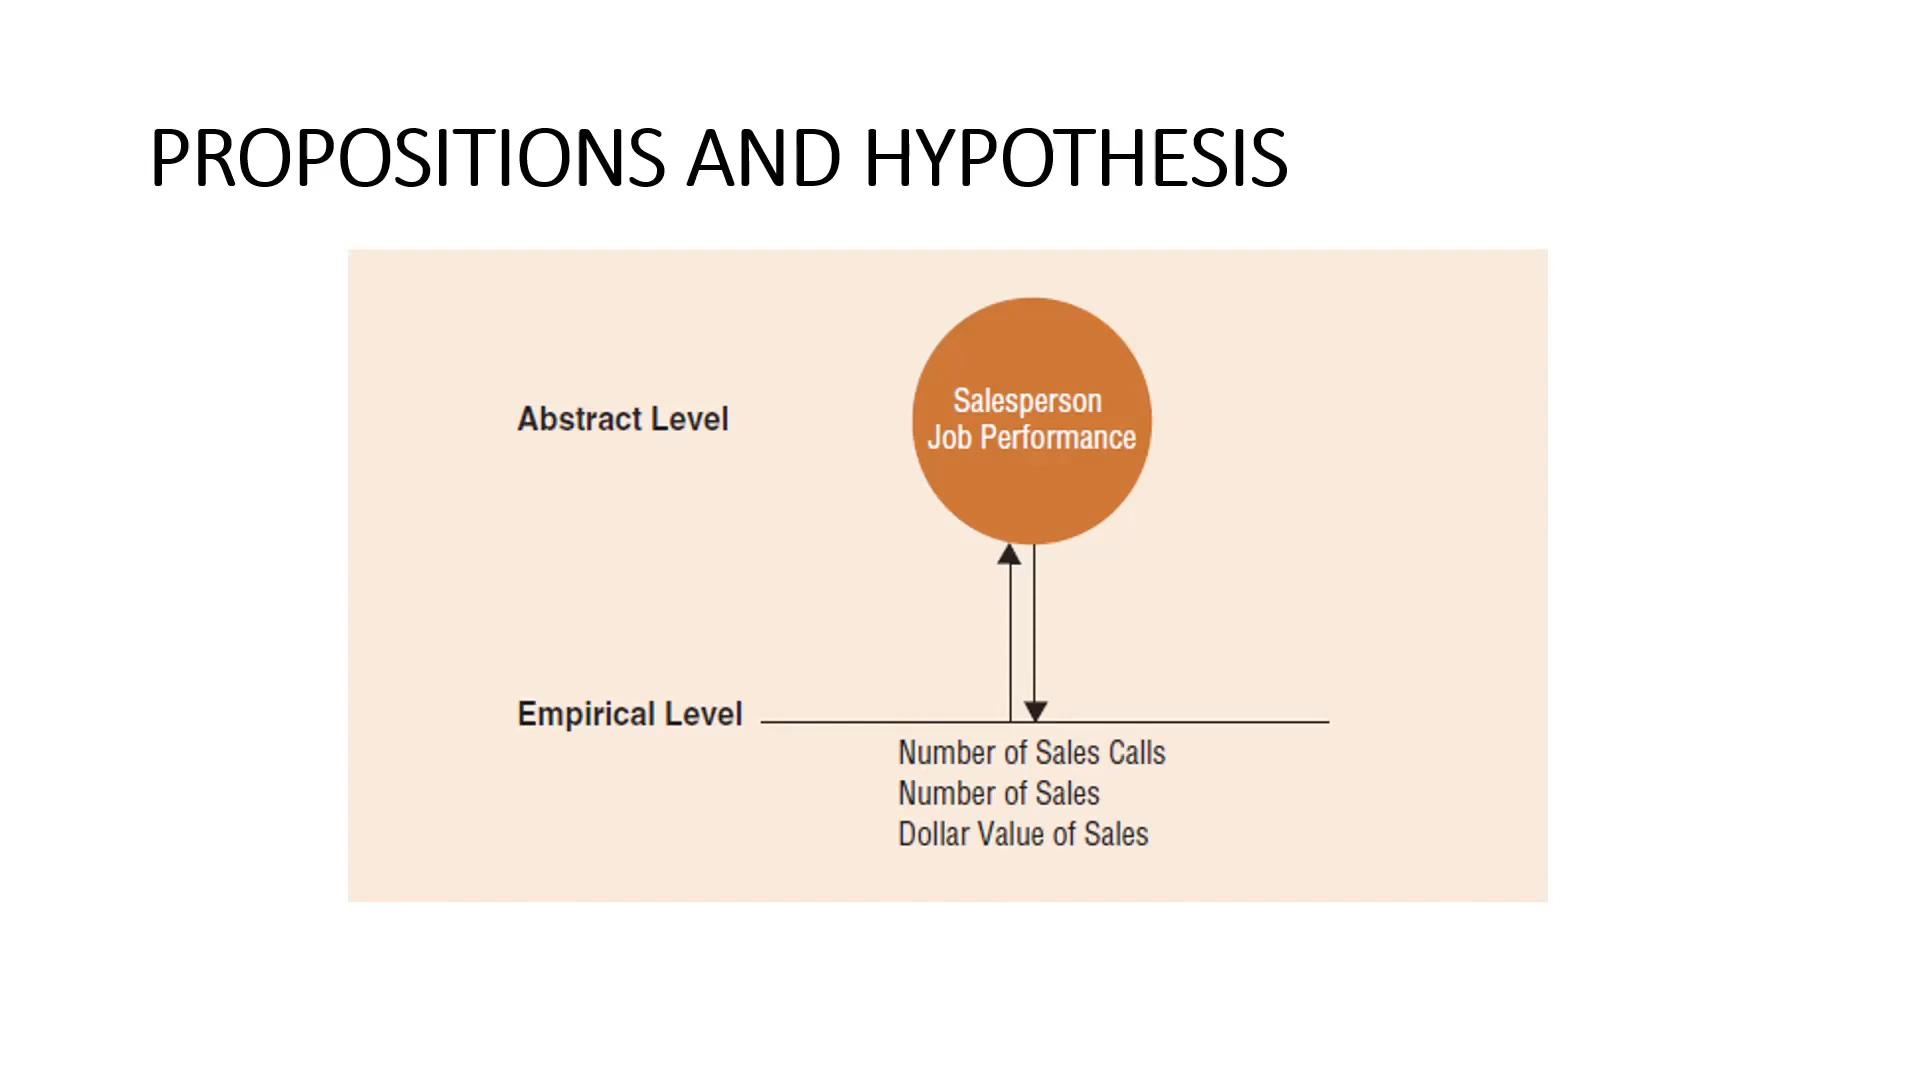 PROPOSITIONS AND HYPOTHESIS
Abstract Level
Salesperson
Job Performance
Empirical Level
Number of Sales Calls
Number of Sales
Dollar Value of Sales